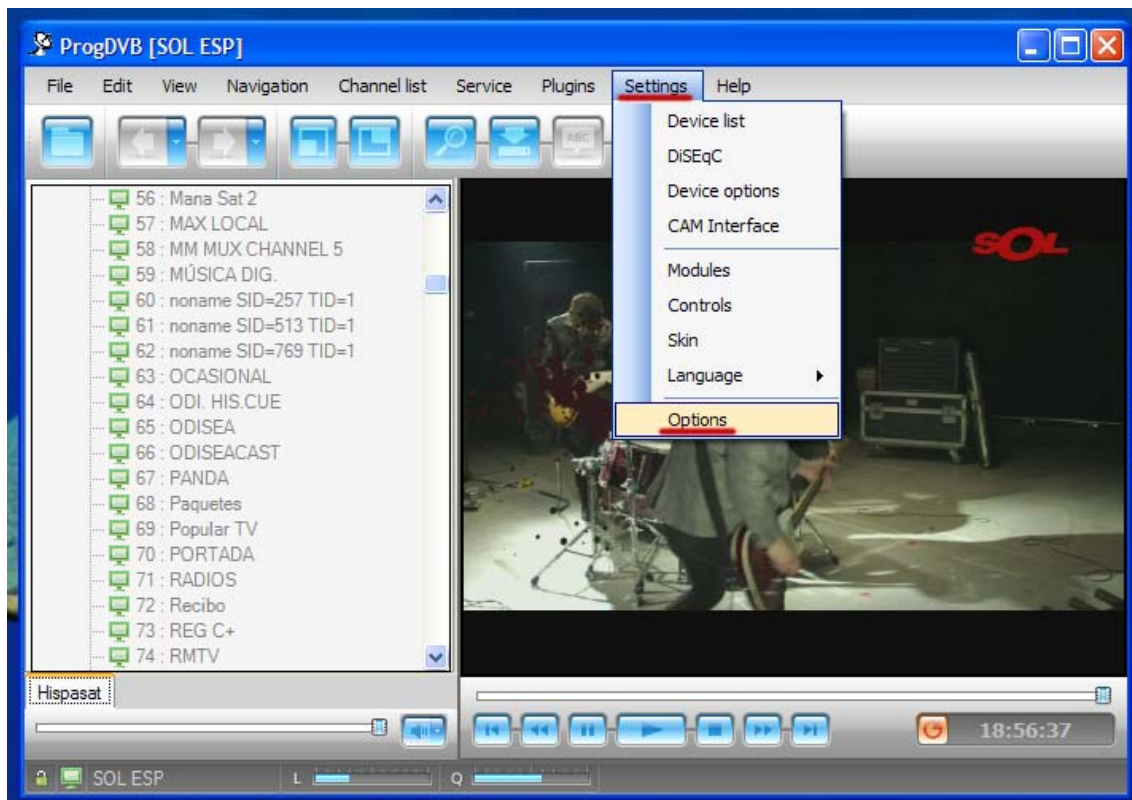 ProgDVB [SOL ESP]
File Edit View Navigation Channel list Service Plugins Settings Help
ABC
Device list
DiSEqC
Device options
CAM Interface
Modules
Controls
Skin
Language
Options
56 : Mana Sat 2
57 : MAX LOCAL
58 : MM MUX CHANNEL 5
59 : MÚSICA DIG.
60 : noname SID=257 TID=1
61 : noname SID=513 TID=1
62 : noname SID=769 TID=1
63 : OCASIONAL
64 : ODI. HIS.CUE
65 : ODISEA
66 : ODISEACAST
67 : PANDA
68 : Paquetes
69 : Popular TV
70 : PORTADA
71 : RADIOS
72 : Recibo
73 : REG C+
74 : RMTV
SOL
Hispasat
18:56:37
SOL ESP L Q